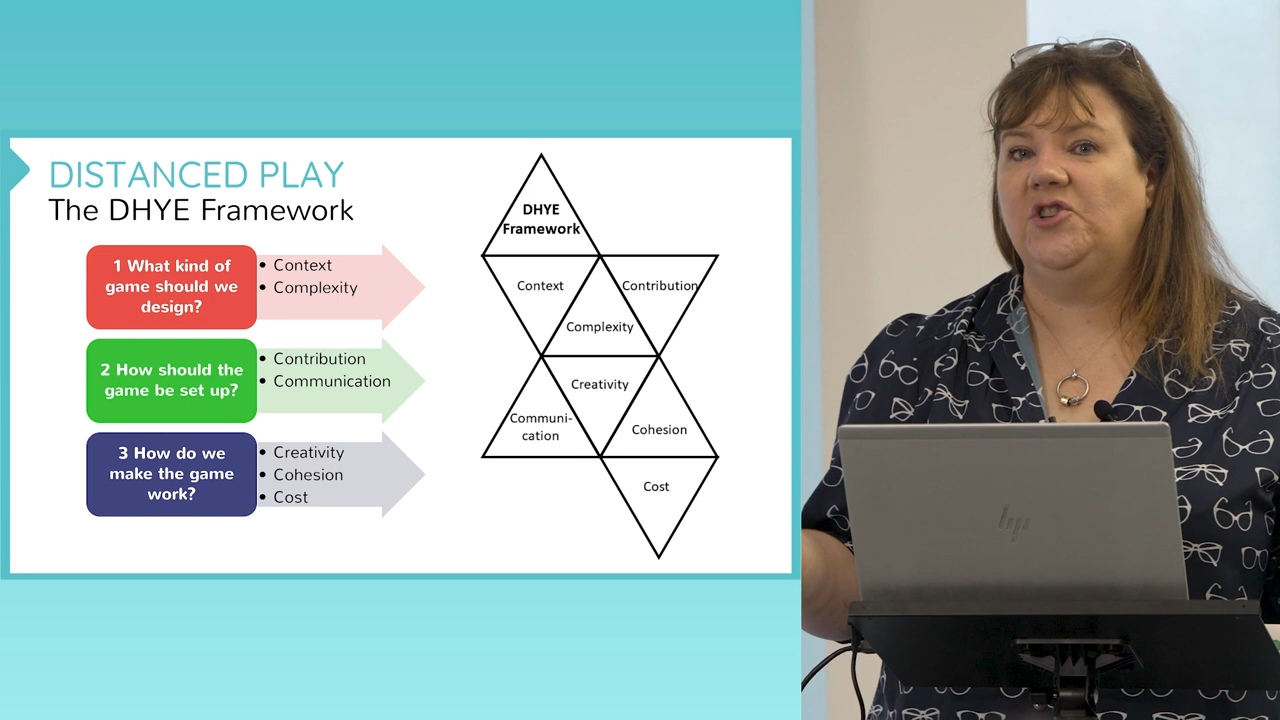 DISTANCED PLAY
The DHYE Framework
1 What kind of
game should we
design?
• Context
• Complexity
2 How should the
game be set up?
• Contribution
• Communication
3 How do we
make the game
work?
• Creativity
• Cohesion
• Cost
DHYE
Framework
Context
Contribution
Complexity
Creativity
Communi-
cation
Cohesion
Cost
hp